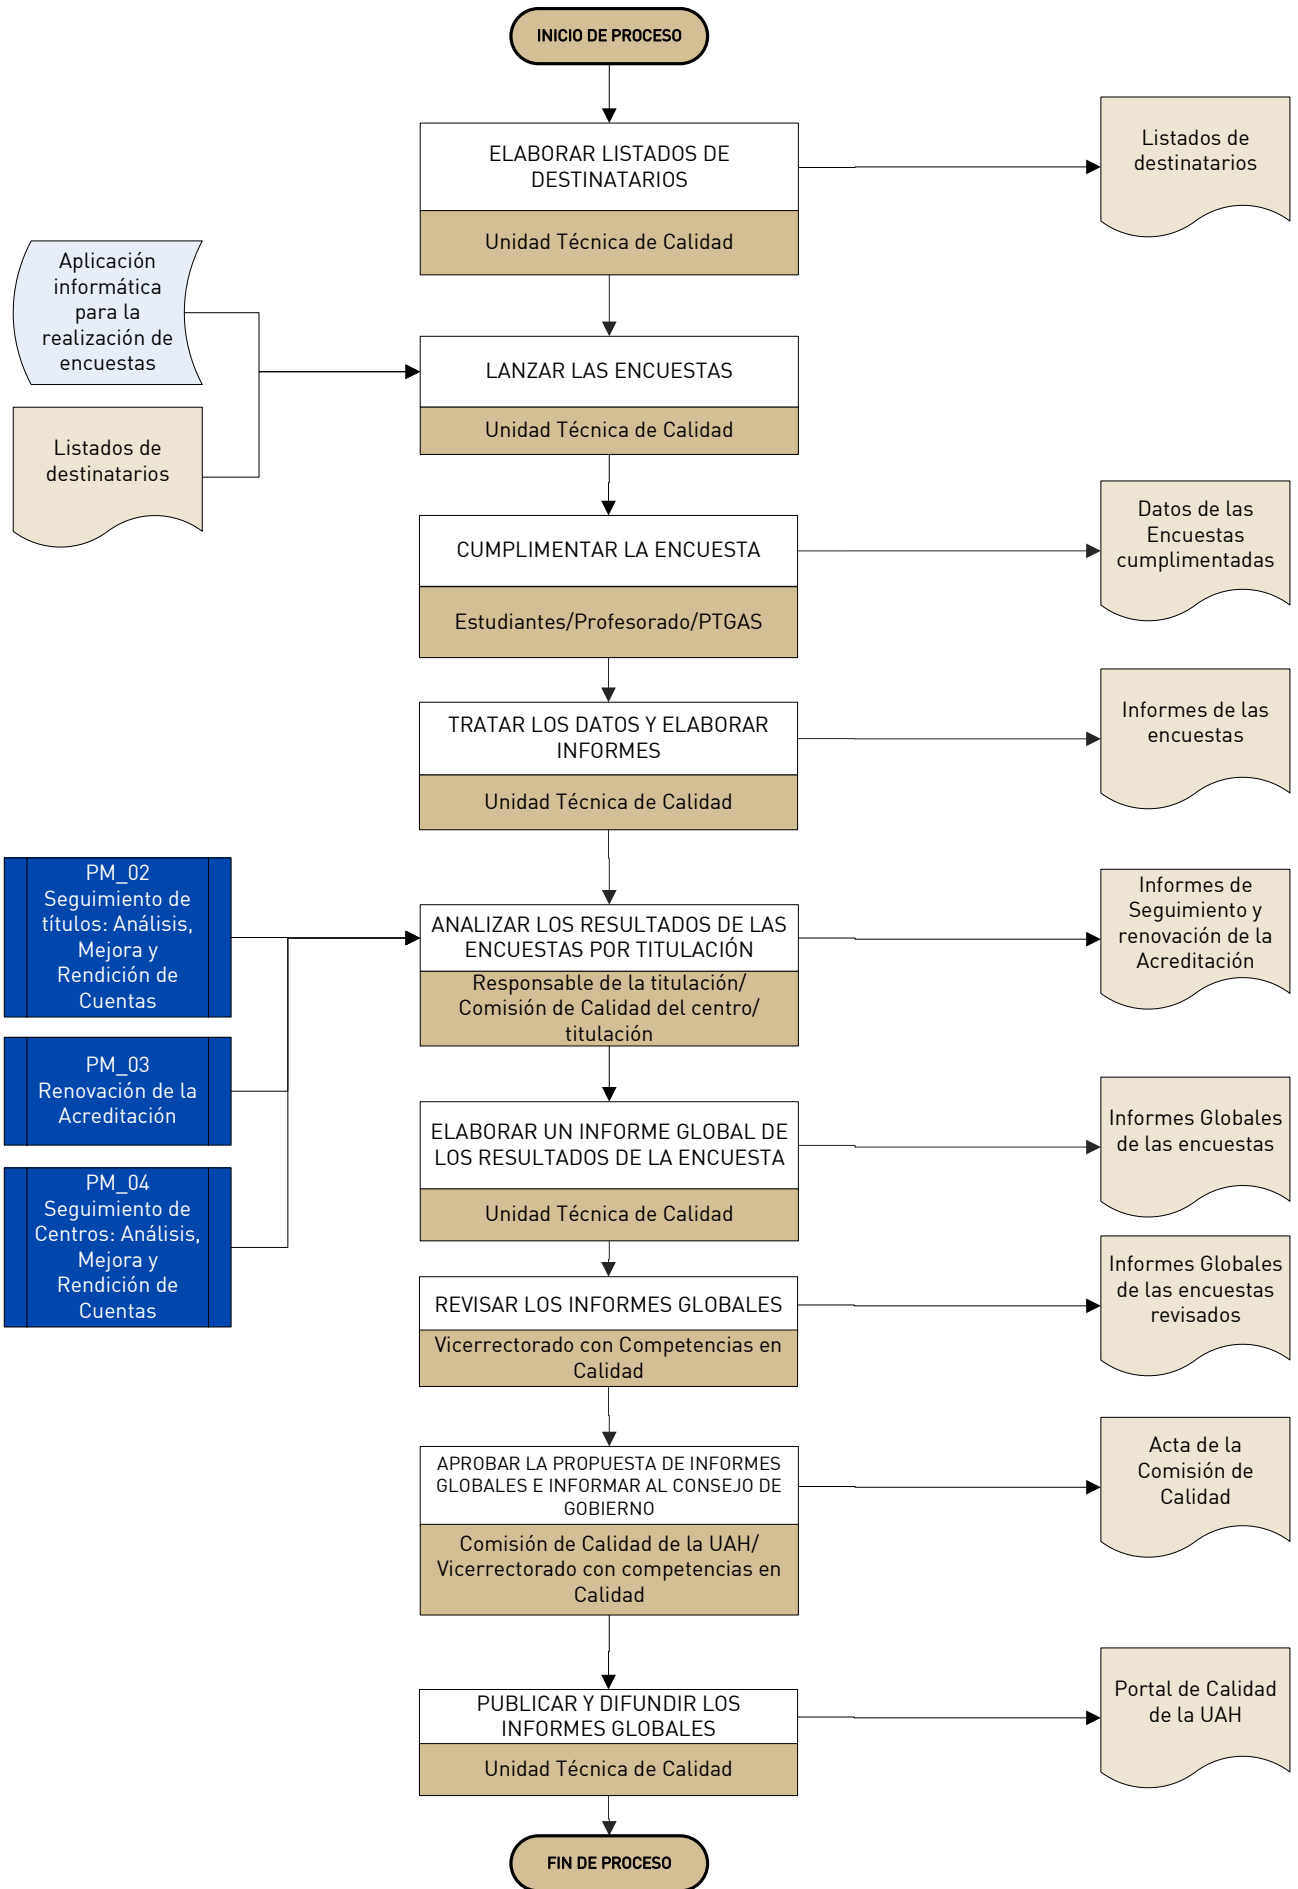 INICIO DE PROCESO
ELABORAR LISTADOS DE
DESTINATARIOS
Unidad Técnica de Calidad
Listados de
destinatarios
Aplicación
informática
para la
realización de
encuestas
Listados de
destinatarios
LANZAR LAS ENCUESTAS
Unidad Técnica de Calidad
CUMPLIMENTAR LA ENCUESTA
Estudiantes/Profesorado/PTGAS
Datos de las
Encuestas
cumplimentadas
TRATAR LOS DATOS Y ELABORAR
INFORMES
Unidad Técnica de Calidad
Informes de las
encuestas
PM_02
Seguimiento de
títulos: Análisis,
Mejora y
Rendición de
Cuentas
PM_03
Renovación de la
Acreditación
PM_04
Seguimiento de
Centros: Análisis,
Mejora y
Rendición de
Cuentas
ANALIZAR LOS RESULTADOS DE LAS
ENCUESTAS POR TITULACIÓN
Responsable de la titulación/
Comisión de Calidad del centro/
titulación
Informes de
Seguimiento y
renovación de la
Acreditación
ELABORAR UN INFORME GLOBAL DE
LOS RESULTADOS DE LA ENCUESTA
Unidad Técnica de Calidad
Informes Globales
de las encuestas
REVISAR LOS INFORMES GLOBALES
Vicerrectorado con Competencias en
Calidad
Informes Globales
de las encuestas
revisados
APROBAR LA PROPUESTA DE INFORMES
GLOBALES E INFORMAR AL CONSEJO DE
GOBIERNO
Comisión de Calidad de la UAH/
Vicerrectorado con competencias en
Calidad
Acta de la
Comisión de
Calidad
PUBLICAR Y DIFUNDIR LOS
INFORMES GLOBALES
Unidad Técnica de Calidad
Portal de Calidad
de la UAH
FIN DE PROCESO